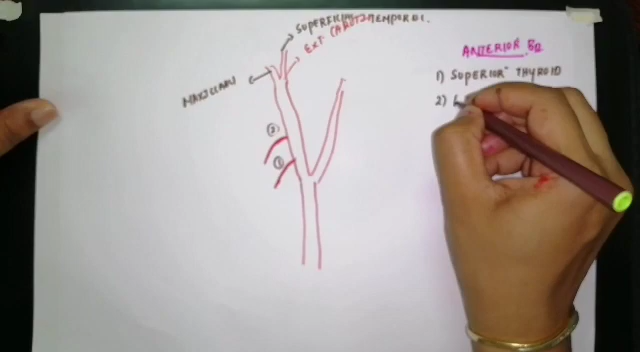 SUPERFICIAL TEMPORAL.
EXT. CAROTID
MAXILLARY
②
①
ANTERIOR BR
1) SUPERIOR THYROID
2) L